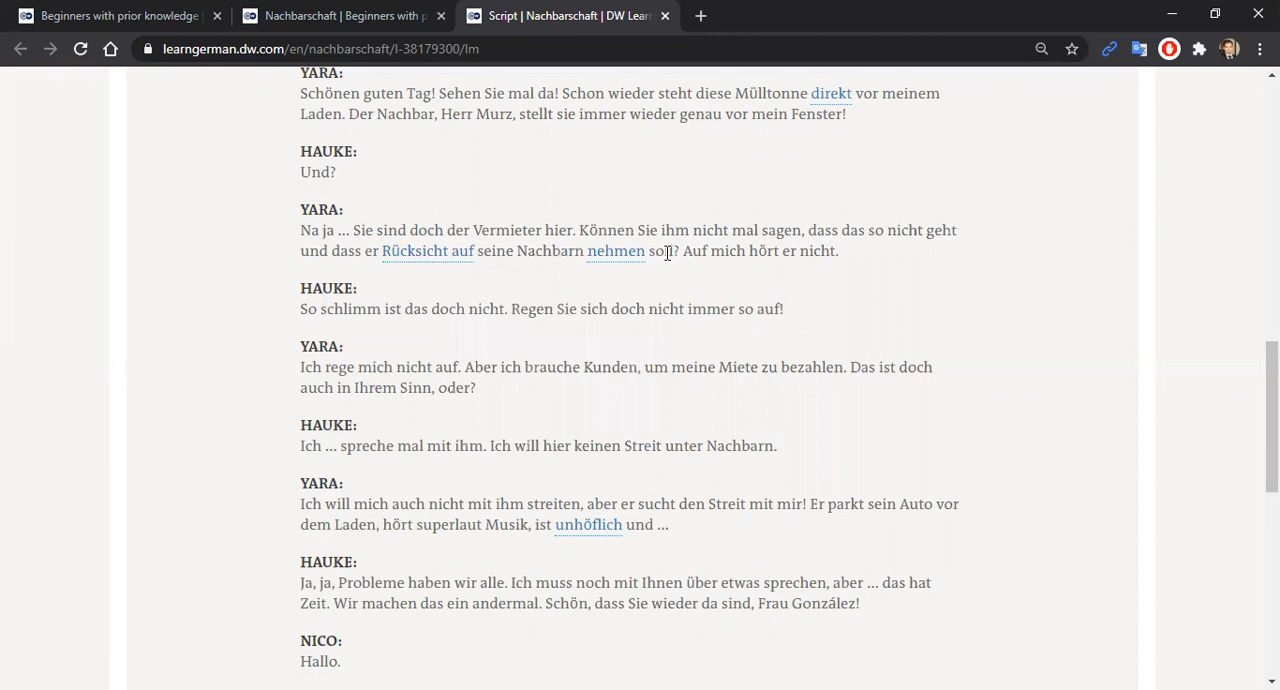 Beginners with prior knowledge
Nachbarschaft | Beginners with p
Script | Nachbarschaft | DW Lear
learngerman.dw.com/en/nachbarschaft/l-38179300/lm
YARA:
Schönen guten Tag! Sehen Sie mal da! Schon wieder steht diese Mülltonne direkt vor meinem
Laden. Der Nachbar, Herr Murz, stellt sie immer wieder genau vor mein Fenster!
HAUKE:
Und?
YARA:
Na ja ... Sie sind doch der Vermieter hier. Können Sie ihm nicht mal sagen, dass das so nicht geht
und dass er Rücksicht auf seine Nachbarn nehmen soll? Auf mich hört er nicht.
HAUKE:
So schlimm ist das doch nicht. Regen Sie sich doch nicht immer so auf!
YARA:
Ich rege mich nicht auf. Aber ich brauche Kunden, um meine Miete zu bezahlen. Das ist doch
auch in Ihrem Sinn, oder?
HAUKE:
Ich ... spreche mal mit ihm. Ich will hier keinen Streit unter Nachbarn.
YARA:
Ich will mich auch nicht mit ihm streiten, aber er sucht den Streit mit mir! Er parkt sein Auto vor
dem Laden, hört superlaut Musik, ist unhöflich und ...
HAUKE:
Ja, ja, Probleme haben wir alle. Ich muss noch mit Ihnen über etwas sprechen, aber ... das hat
Zeit. Wir machen das ein andermal. Schön, dass Sie wieder da sind, Frau González!
NICO:
Hallo.